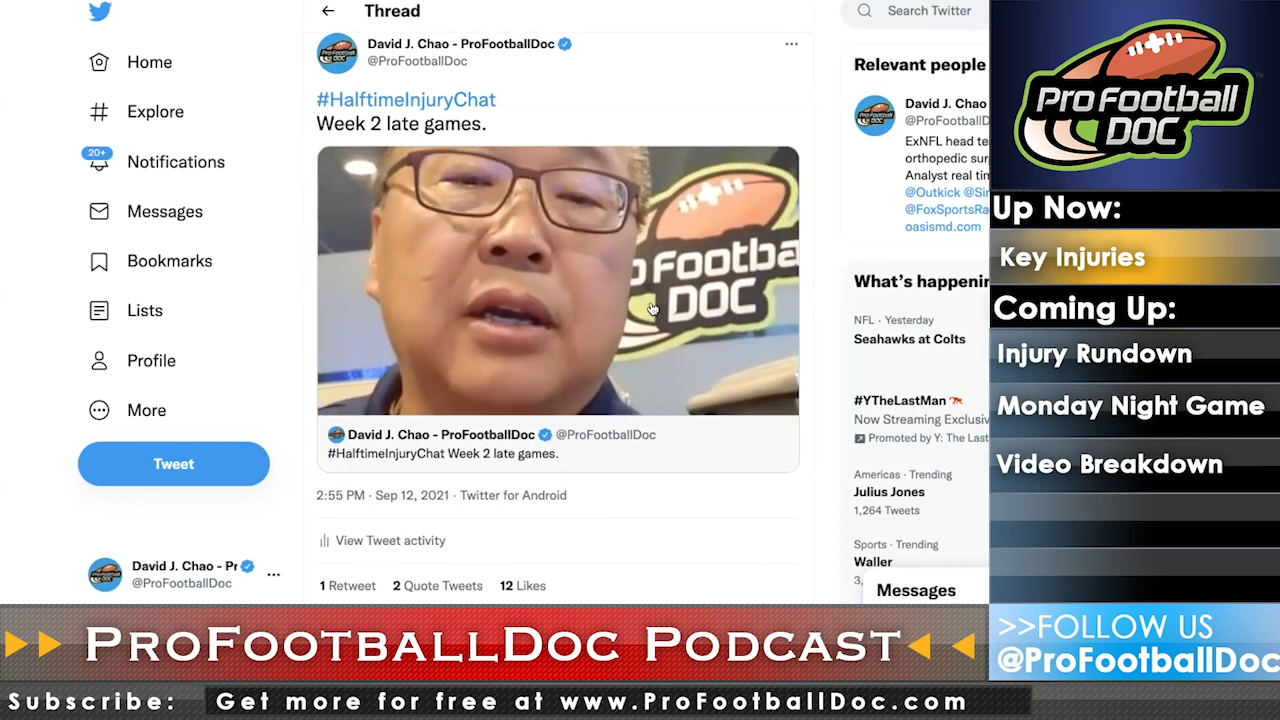 Thread
Search Twitter
Home
Explore
20+
Notifications
Messages
Bookmarks
Lists
Profile
More
Tweet
David J. Chao - Pr
@ProFootballDoc
David J. Chao - ProFootballDoc
@ProFootballDoc
#HalftimeInjuryChat
Week 2 late games.
o Footba
DOC
David J. Chao - ProFootballDoc @ProFootballDoc
#HalftimeInjuryChat Week 2 late games.
2:55 PM · Sep 12, 2021 · Twitter for Android
View Tweet activity
1 Retweet 2 Quote Tweets 12 Likes
Relevant people
David J. Chao
@ProFootballD
ExNFL head te
orthopedic sur
Analyst real tin
@Outkick @Sir
@FoxSportsRa
oasismd.com
What's happenin
NFL · Yesterday
Seahawks at Colts
#YTheLastMan
Now Streaming Exclusiv
Promoted by Y: The Last
Americas · Trending
Julius Jones
1,264 Tweets
Sports · Trending
Waller
3,
Messages
Pro Football
DOC
Up Now:
Key Injuries
Coming Up:
Injury Rundown
Monday Night Game
Video Breakdown
>>FOLLOW US
@ProFootballDoc
ProFootballDoc Podcast
Subscribe: Get more for free at www.ProFootballDoc.com